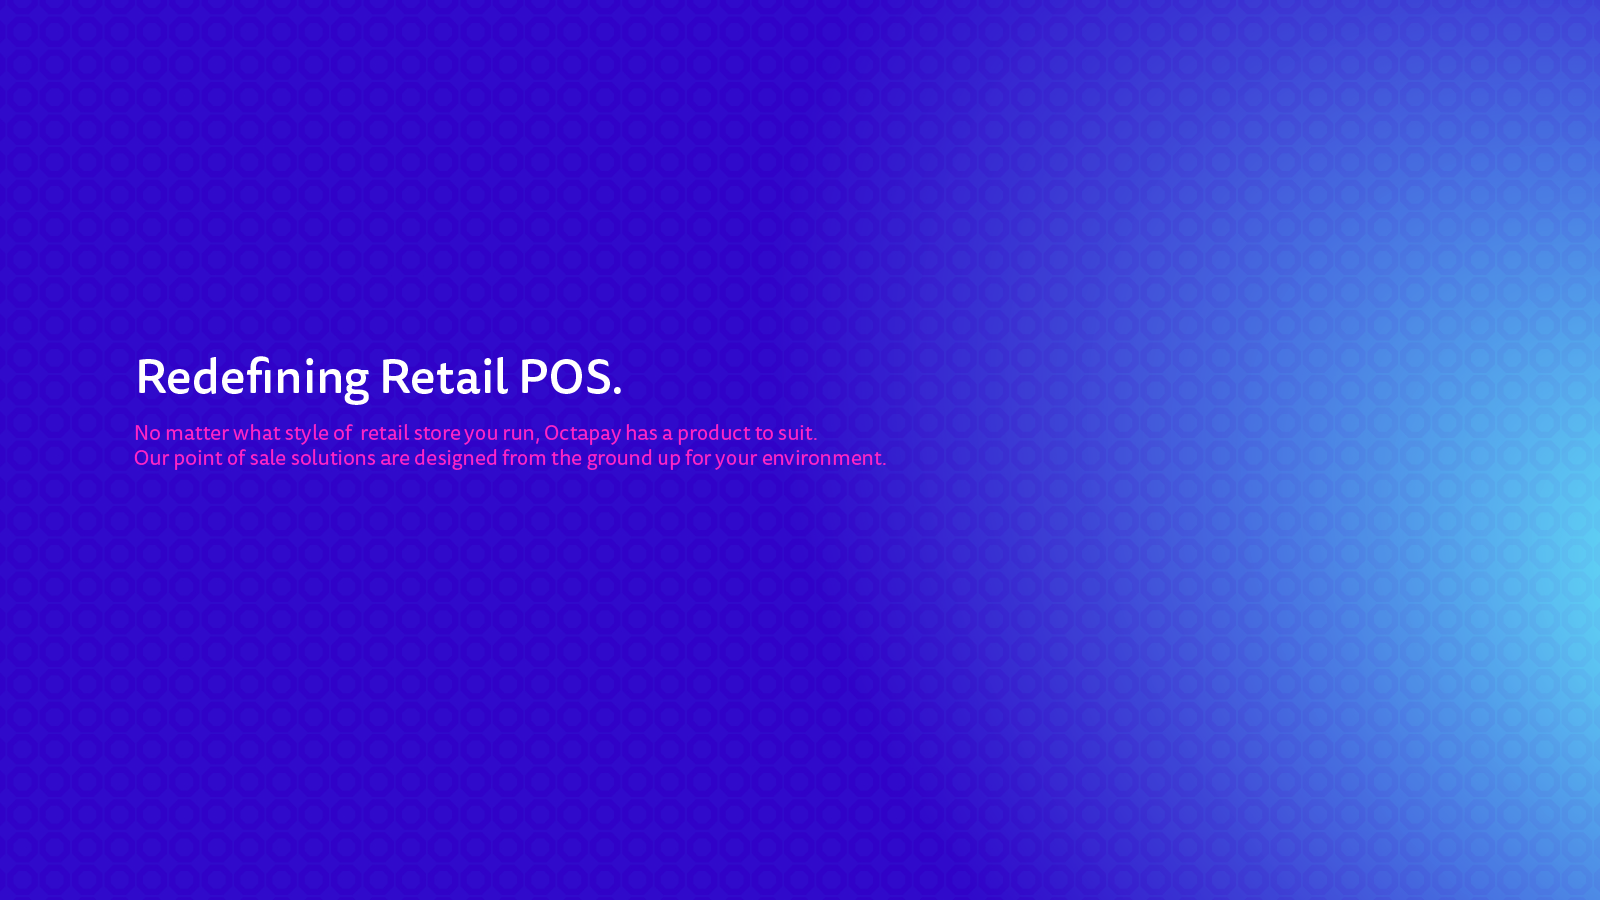 Redefining Retail POS.
No matter what style of  retail store you run, Octapay has a product to suit.
Our point of sale solutions are designed from the ground up for your environment.